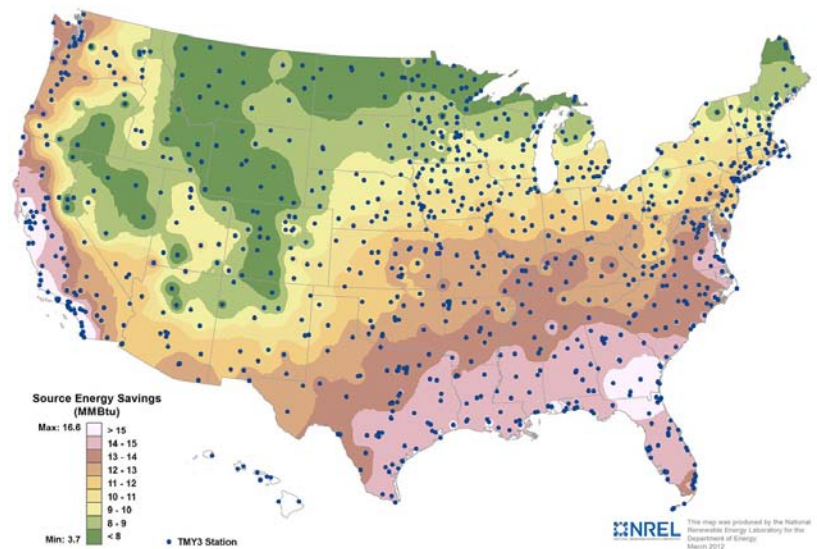 Source Energy Savings
(MMBtu)
Max: 16.6
> 15
14 - 15
13 - 14
12 - 13
11 - 12
10 - 11
9 - 10
8 - 9
< 8
Min: 3.7
TMY3 Station
NREL
This map was produced by the National
Renewable Energy Laboratory for the
Department of Energy.
March 2012